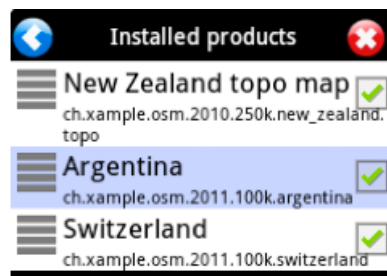 Installed products
New Zealand topo map
ch.xample.osm.2010.250k.new_zealand.
topo
Argentina
ch.xample.osm.2011.100k.argentina
Switzerland
ch.xample.osm.2011.100k.switzerland